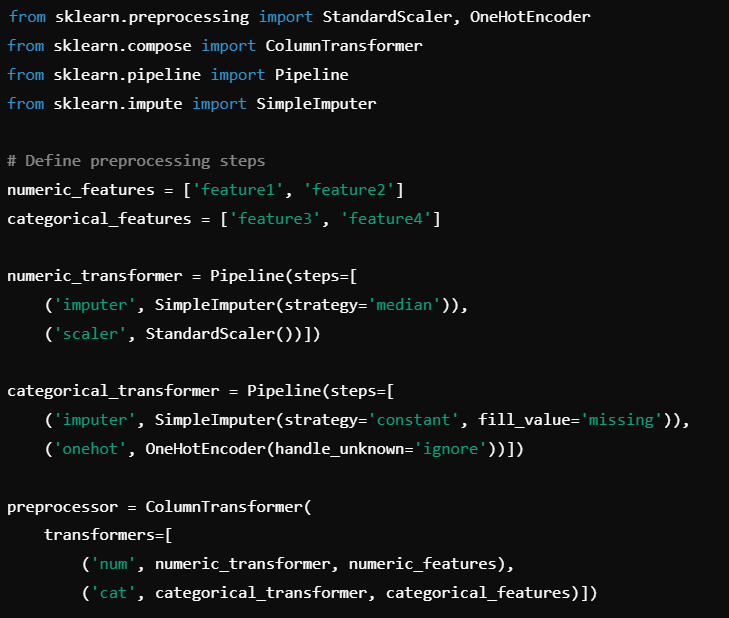 from sklearn.preprocessing import StandardScaler, OneHotEncoder
from sklearn.compose import ColumnTransformer
from sklearn.pipeline import Pipeline
from sklearn.impute import SimpleImputer

# Define preprocessing steps
numeric_features = ['feature1', 'feature2']
categorical_features = ['feature3', 'feature4']

numeric_transformer = Pipeline(steps=[
    ('imputer', SimpleImputer(strategy='median')),
    ('scaler', StandardScaler())])

categorical_transformer = Pipeline(steps=[
    ('imputer', SimpleImputer(strategy='constant', fill_value='missing')),
    ('onehot', OneHotEncoder(handle_unknown='ignore'))])

preprocessor = ColumnTransformer(
    transformers=[
        ('num', numeric_transformer, numeric_features),
        ('cat', categorical_transformer, categorical_features)])